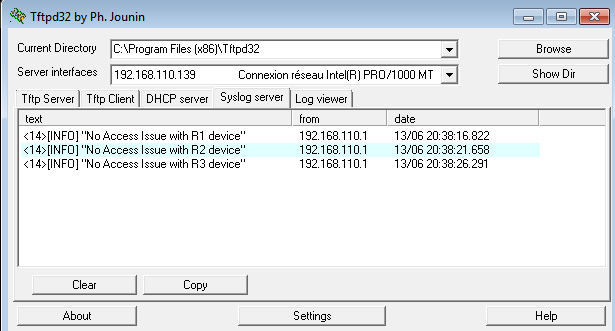 Tftpd32 by Ph. Jounin
Current Directory C:\Program Files (x86)\Tftpd32 Browse
Server interfaces 192.168.110.139 Connexion réseau Intel(R) PRO/1000 MT Show Dir
Tftp Server Tftp Client DHCP server Syslog server Log viewer
text from date
<14>[INFO] "No Access Issue with R1 device" 192.168.110.1 13/06 20:38:16.822
<14>[INFO] "No Access Issue with R2 device" 192.168.110.1 13/06 20:38:21.658
<14>[INFO] "No Access Issue with R3 device" 192.168.110.1 13/06 20:38:26.291
Clear Copy
About Settings Help